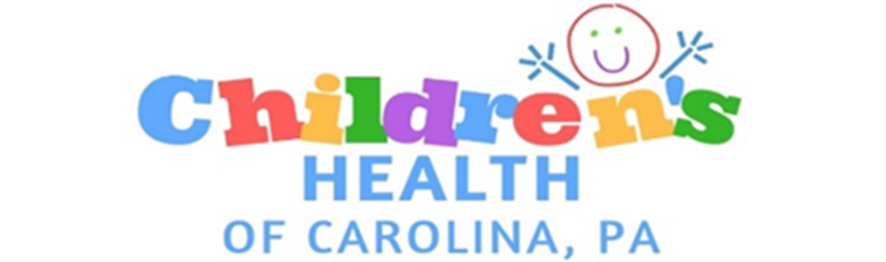 Children's
HEALTH
OF CAROLINA, PA